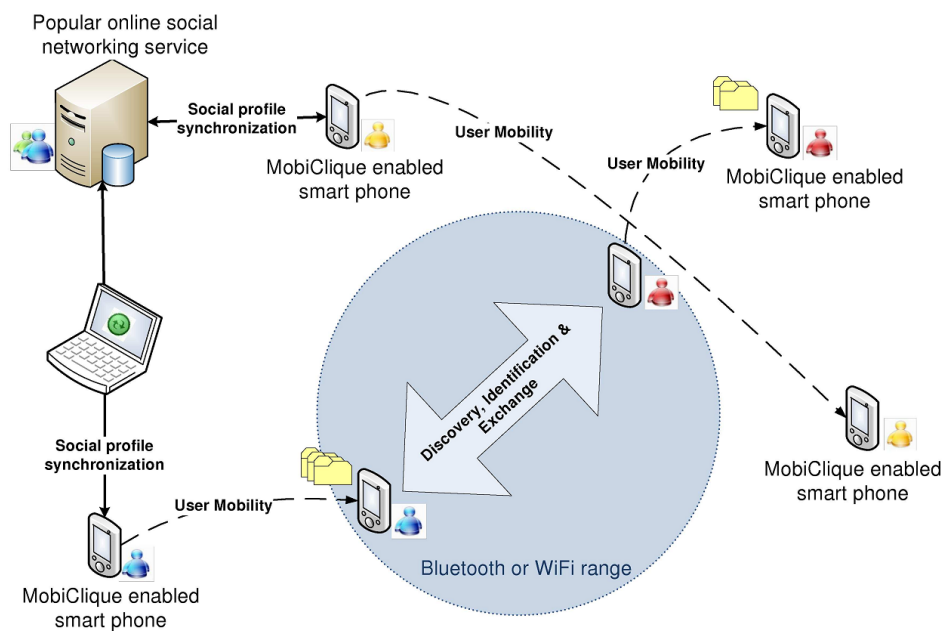 Popular online social
networking service
Social profile
synchronization
MobiClique enabled
smart phone
User Mobility
User Mobility
MobiClique enabled
smart phone
Discovery, Identification &
Exchange
Social profile
synchronization
User Mobility
MobiClique enabled
smart phone
Bluetooth or WiFi range
MobiClique enabled
smart phone